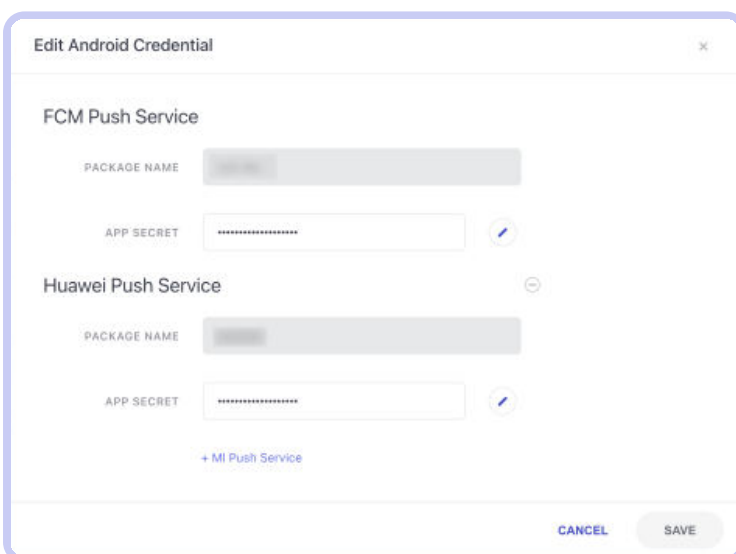 Edit Android Credential
×
FCM Push Service
PACKAGE NAME
APP SECRET
•••••••••••••••••••
Huawei Push Service
PACKAGE NAME
APP SECRET
•••••••••••••••••••
+ MI Push Service
CANCEL SAVE